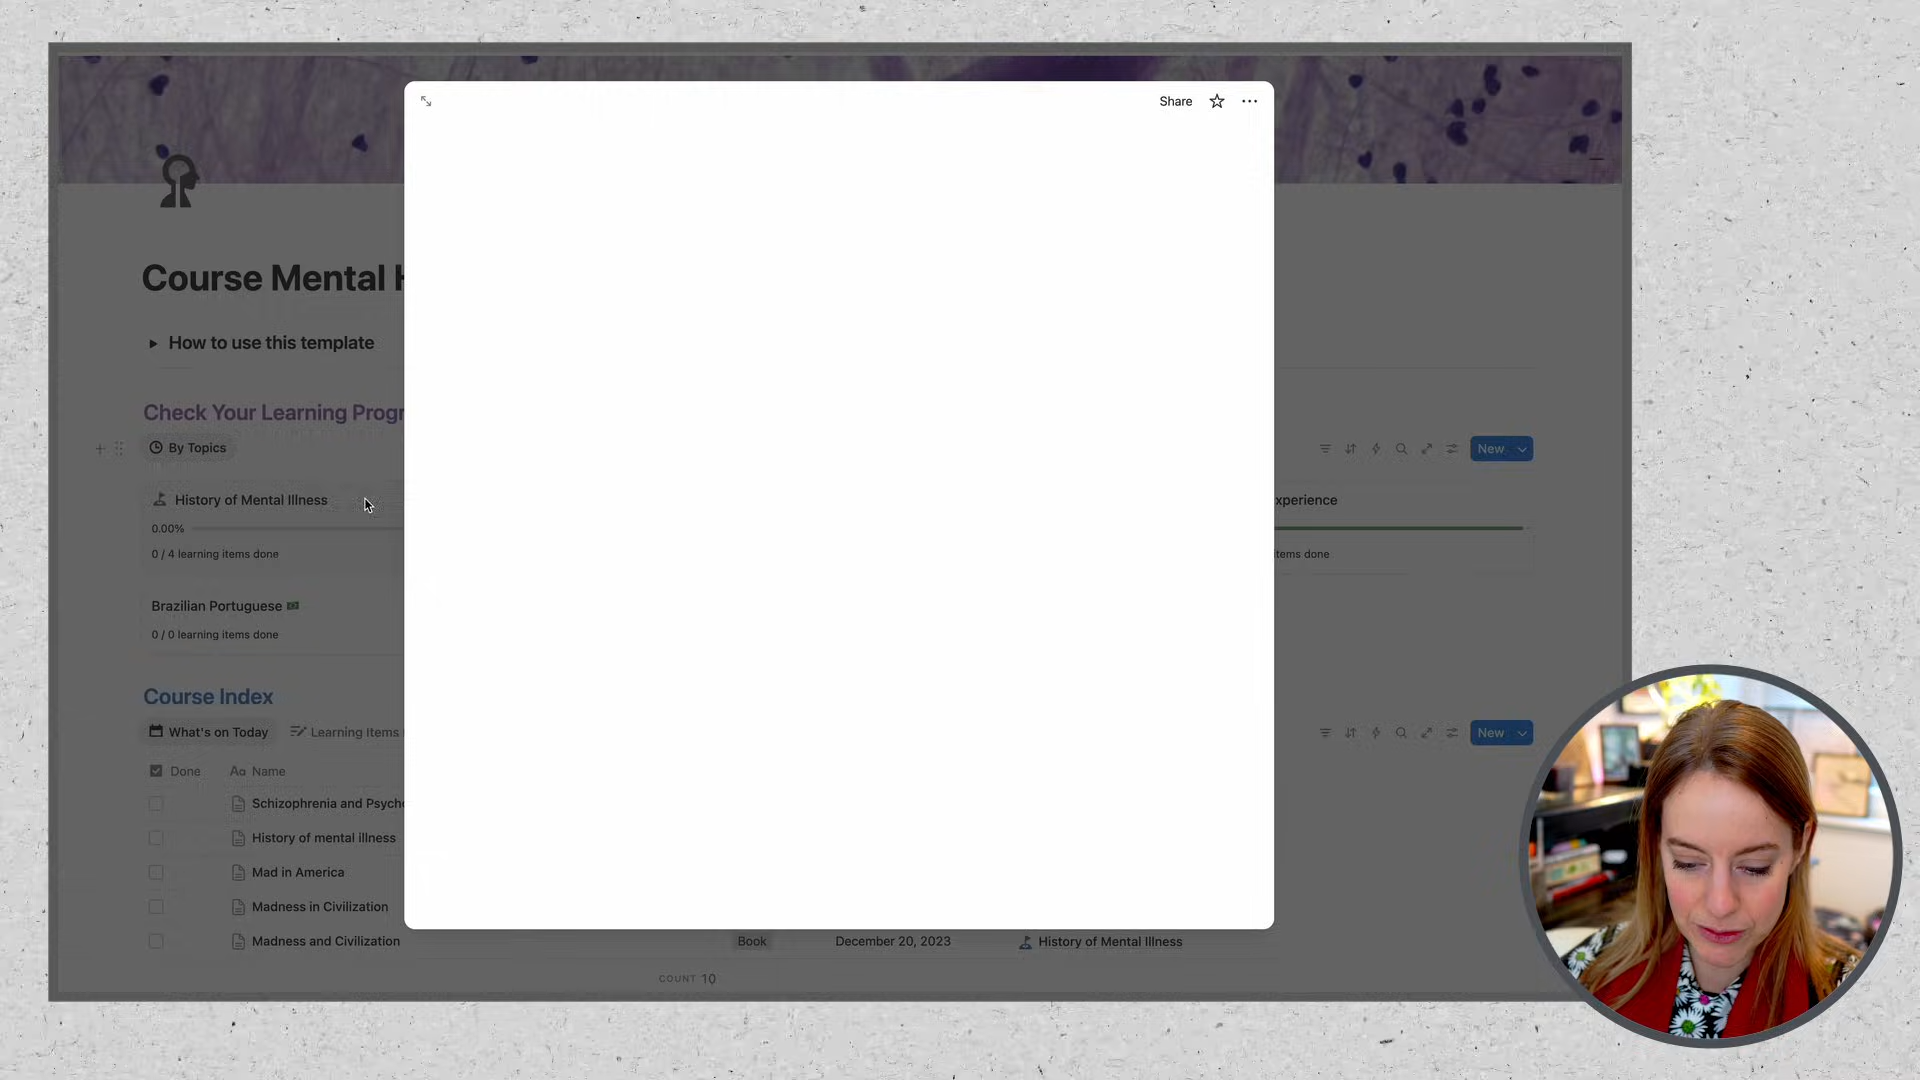 Share
Course Mental H
How to use this template
Check Your Learning Progr
By Topics
New
History of Mental Illness
xperience
0.00%
0 / 4 learning items done
tems done
Brazilian Portuguese
0 / 0 learning items done
Course Index
What's on Today
Learning Items
New
Done
Aa Name
Schizophrenia and Psycho
History of mental illness
Mad in America
Madness in Civilization
Madness and Civilization
Book
December 20, 2023
History of Mental Illness
COUNT 10